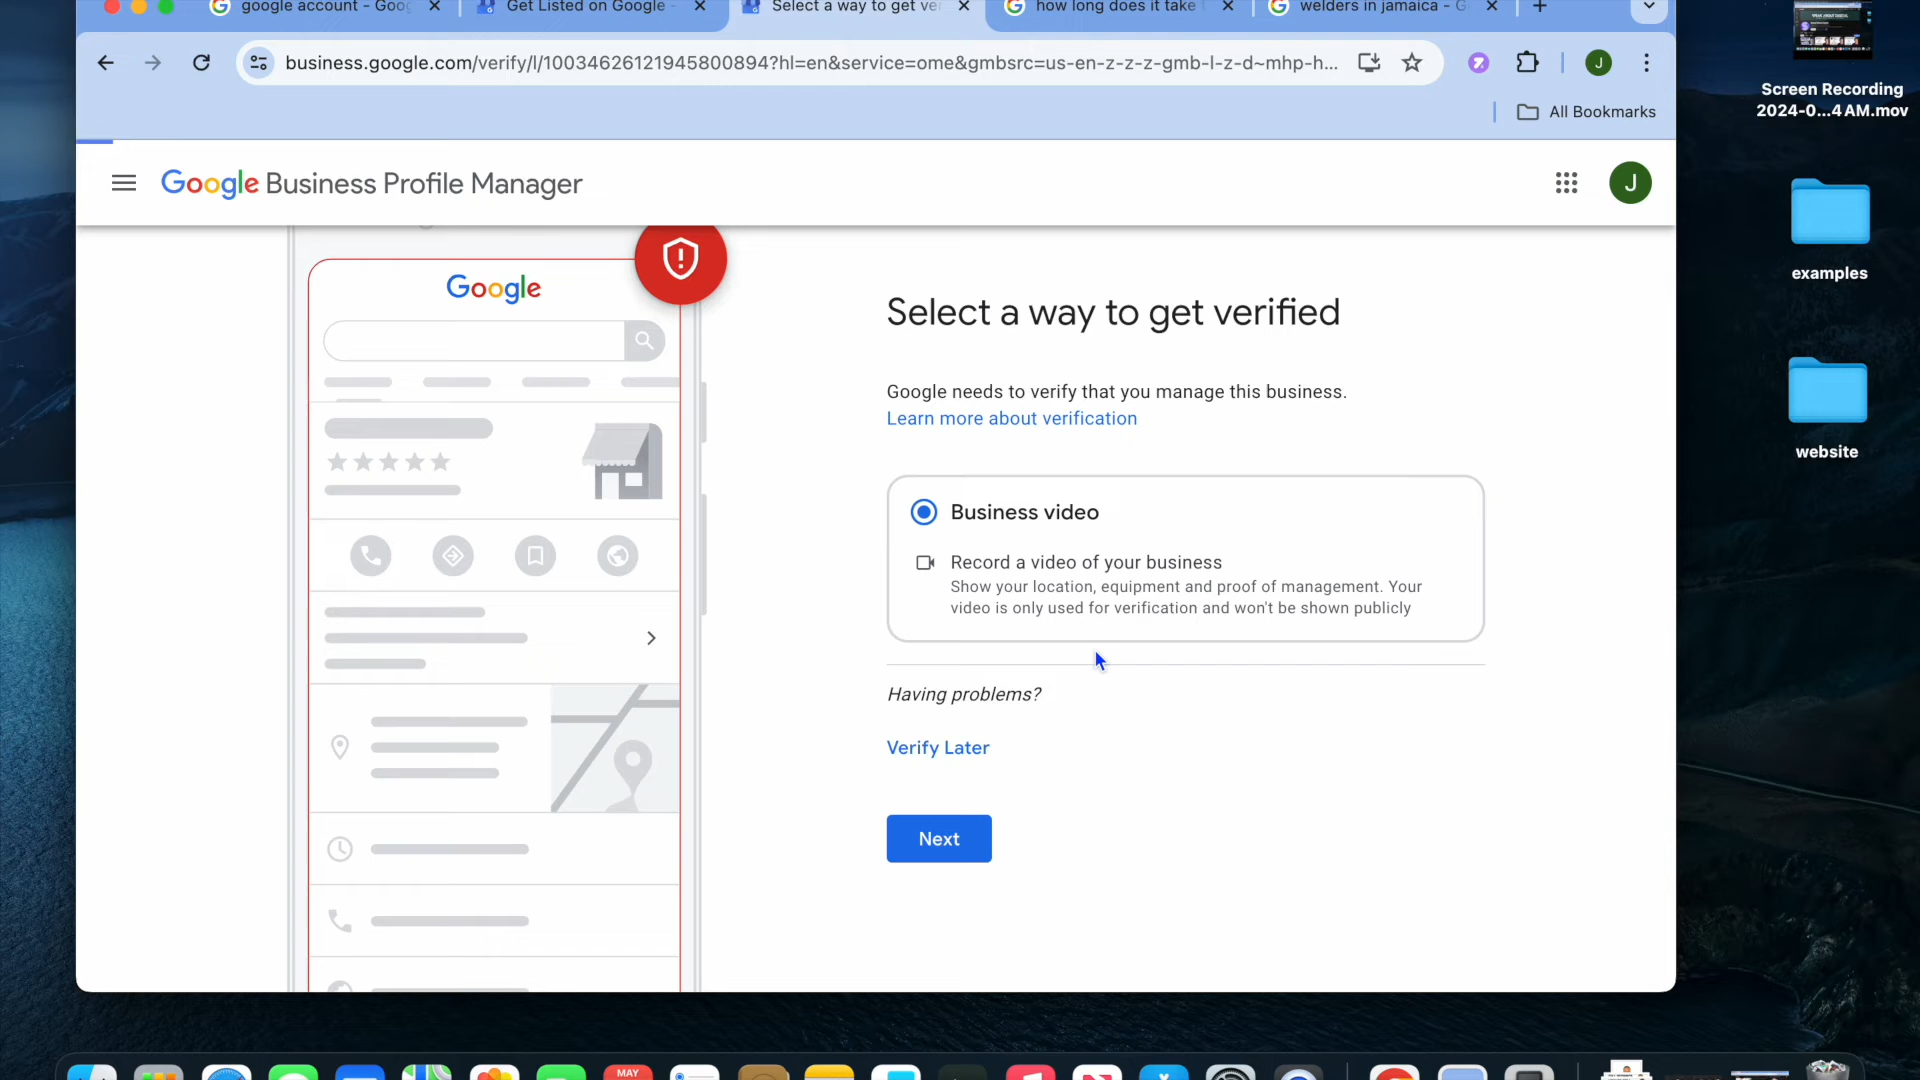 google account - Goo
Get Listed on Google -
Select a way to get ve
how long does it take
welders in jamaica - G
business.google.com/verify/l/10034626121945800894?hl=en&service=ome&gmbsrc=us-en-z-z-z-gmb-l-z-d~mhp-h...
J
All Bookmarks
Screen Recording
2024-0...4 AM.mov
Google Business Profile Manager
J
examples
website
Google
Select a way to get verified
Google needs to verify that you manage this business.
Learn more about verification
Business video
Record a video of your business
Show your location, equipment and proof of management. Your
video is only used for verification and won't be shown publicly
Having problems?
Verify Later
Next
MAY